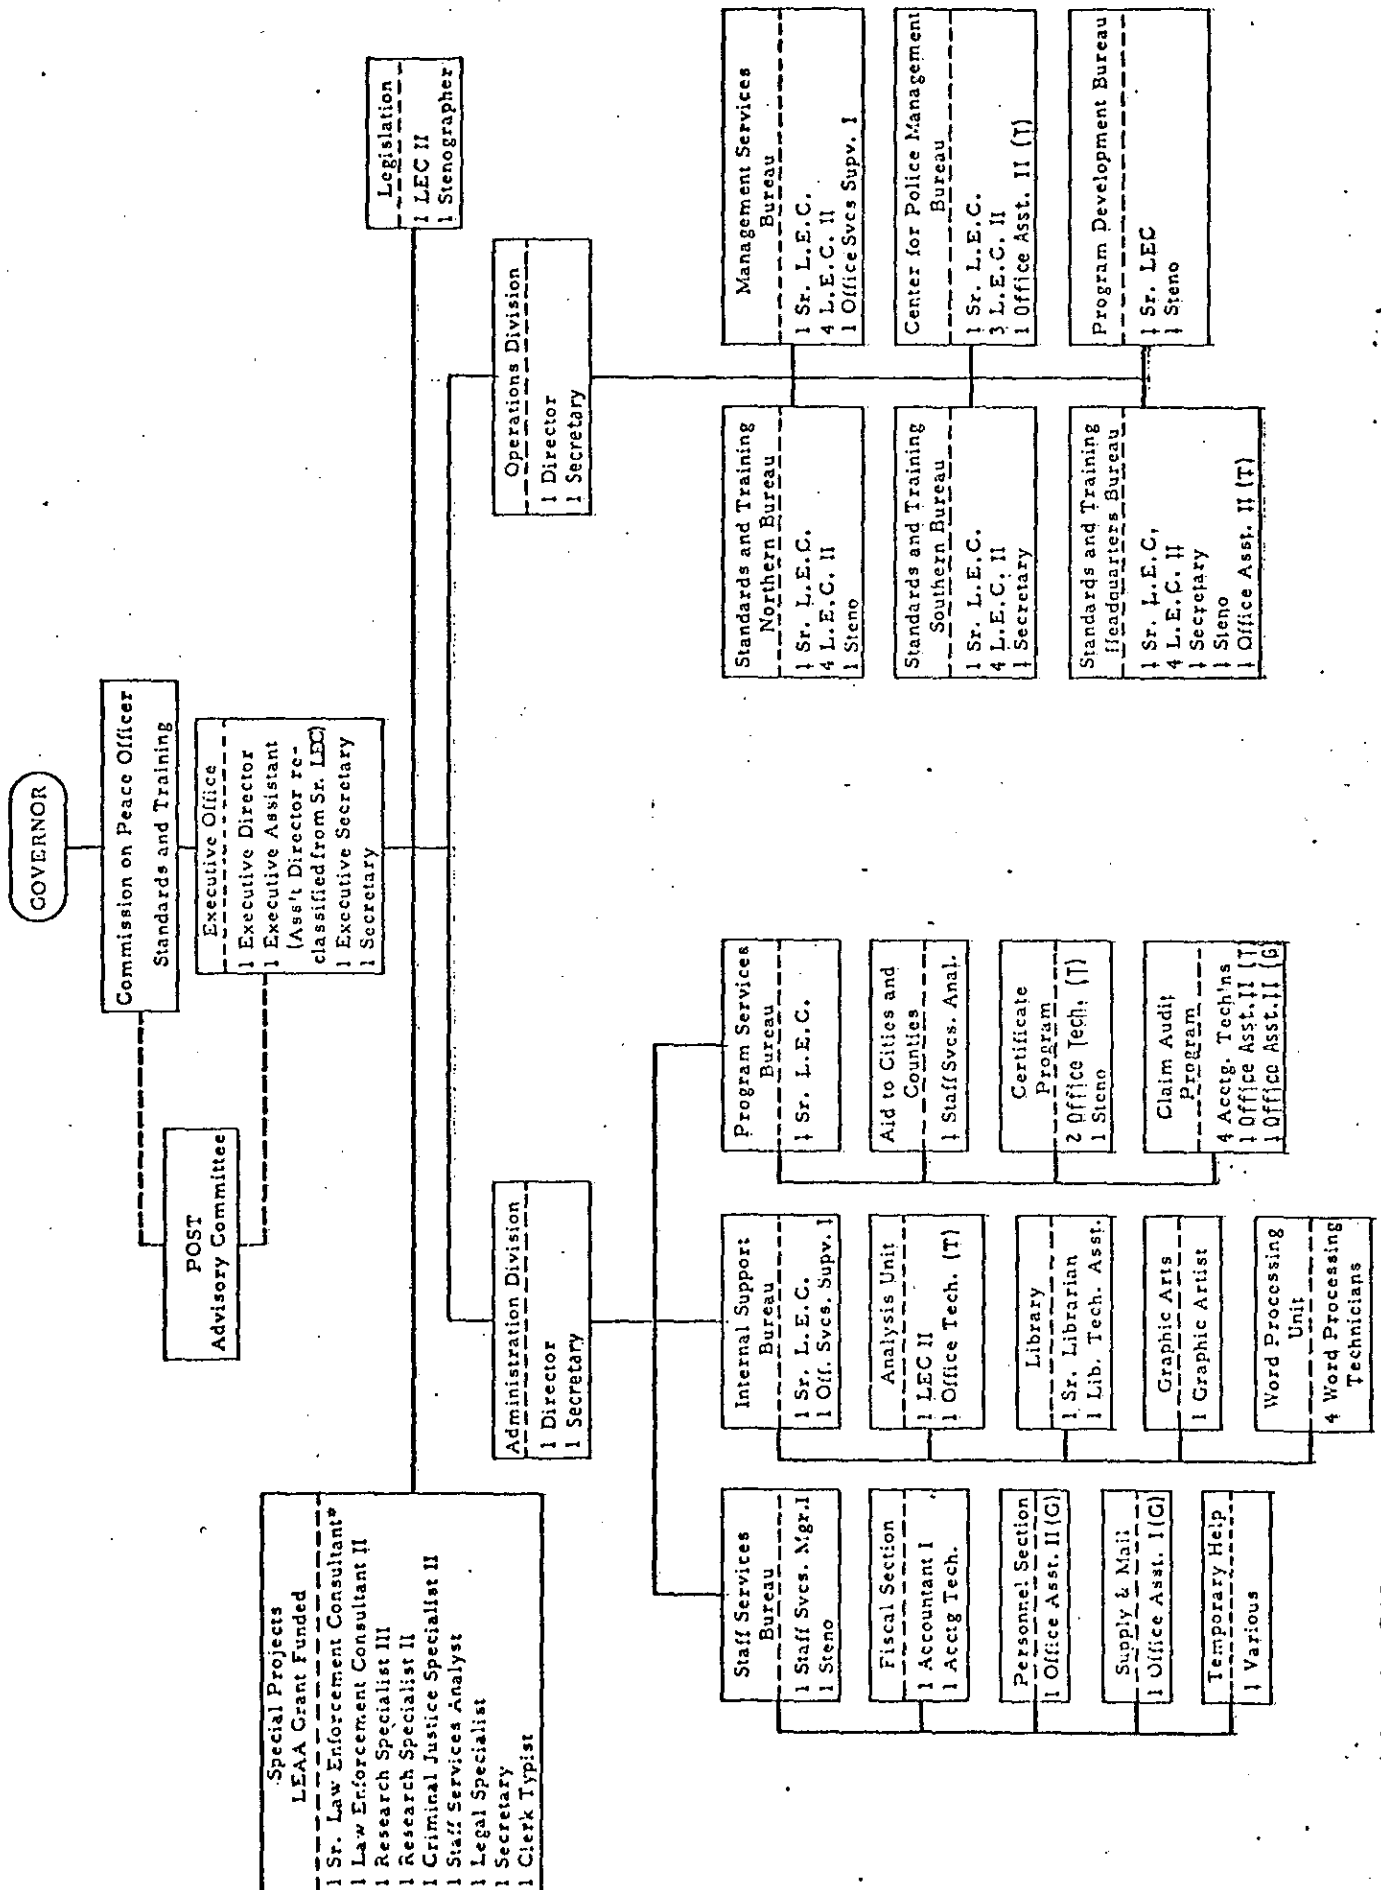 GOVERNOR
Commission on Peace Officer
Standards and Training
POST
Advisory Committee
Executive Office
1 Executive Director
1 Executive Assistant
(Ass't Director re-
classified from Sr. LEC)
1 Executive Secretary
1 Secretary
Special Projects
LEAA Grant Funded
1 Sr. Law Enforcement Consultant*
1 Law Enforcement Consultant II
1 Research Specialist III
1 Research Specialist II
1 Criminal Justice Specialist II
1 Staff Services Analyst
1 Legal Specialist
1 Secretary
1 Clerk Typist
Legislation
1 LEC II
1 Stenographer
Administration Division
1 Director
1 Secretary
Operations Division
1 Director
1 Secretary
Staff Services
Bureau
1 Staff Svcs. Mgr.I
1 Steno
Fiscal Section
1 Accountant I
1 Acctg Tech.
Personnel Section
1 Office Asst. II (G)
Supply & Mail
1 Office Asst. I (G)
Temporary Help
1 Various
Internal Support
Bureau
1 Sr. L.E.C.
1 Off. Svcs. Supv. I
Analysis Unit
1 LEC II
1 Office Tech. (T)
Library
1 Sr. Librarian
1 Lib. Tech. Asst.
Graphic Arts
1 Graphic Artist
Word Processing
Unit
4 Word Processing
Technicians
Program Services
Bureau
1 Sr. L.E.C.
Aid to Cities and
Counties
1 Staff Svcs. Anal.
Certificate
Program
2 Office Tech. (T)
1 Steno
Claim Audit
Program
4 Acctg. Tech'ns
1 Office Asst. II (T)
1 Office Asst. II (G)
Standards and Training
Northern Bureau
1 Sr. L.E.C.
4 L.E.C. II
1 Steno
Standards and Training
Southern Bureau
1 Sr. L.E.C.
4 L.E.C. II
1 Secretary
Standards and Training
Headquarters Bureau
1 Sr. L.E.C.
4 L.E.C. II
1 Secretary
1 Steno
1 Office Asst. II (T)
Management Services
Bureau
1 Sr. L.E.C.
4 L.E.C. II
1 Office Svcs Supv. I
Center for Police Management
Bureau
1 Sr. L.E.C.
3 L.E.C. II
1 Office Asst. II (T)
Program Development Bureau
1 Sr. LEC
1 Steno